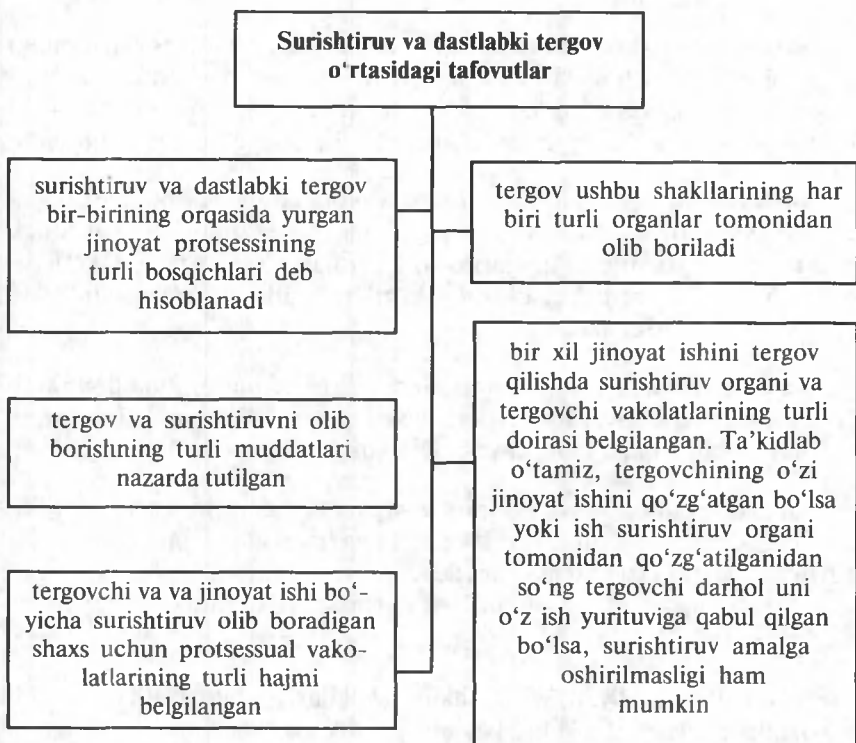 Surishtiruv va dastlabki tergov
o‘rtasidagi tafovutlar
surishtiruv va dastlabki tergov
bir-birining orqasida yurgan
jinoyat protsessining
turli bosqichlari deb
hisoblanadi
tergov ushbu shakllarining har
biri turli organlar tomonidan
olib boriladi
tergov va surishtiruvni olib
borishning turli muddatlari
nazarda tutilgan
bir xil jinoyat ishini tergov
qilishda surishtiruv organi va
tergovchi vakolatlarining turli
doirasi belgilangan. Ta’kidlab
o‘tamiz, tergovchining o‘zi
jinoyat ishini qo‘zg‘atgan bo‘lsa
yoki ish surishtiruv organi
tomonidan qo‘zg‘atilganidan
so‘ng tergovchi darhol uni
o‘z ish yurituviga qabul qilgan
bo‘lsa, surishtiruv amalga
oshirilmasligi ham
mumkin
tergovchi va va jinoyat ishi bo‘-
yicha surishtiruv olib boradigan
shaxs uchun protsessual vako-
latlarining turli hajmi
belgilangan